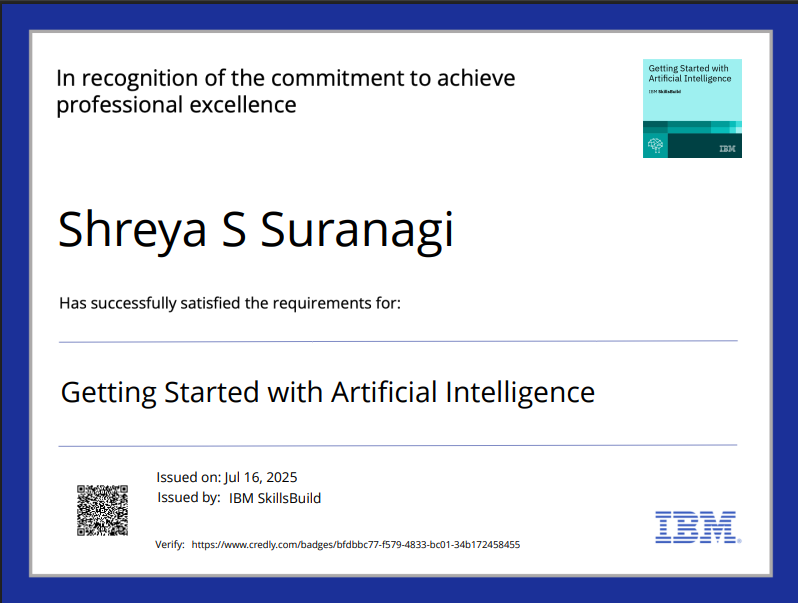 In recognition of the commitment to achieve
professional excellence
Getting Started with
Artificial Intelligence
IBM SkillsBuild
IBM
Shreya S Suranagi
Has successfully satisfied the requirements for:
Getting Started with Artificial Intelligence
Issued on: Jul 16, 2025
Issued by: IBM SkillsBuild
Verify: https://www.credly.com/badges/bfdbbc77-f579-4833-bc01-34b172458455
IBM®